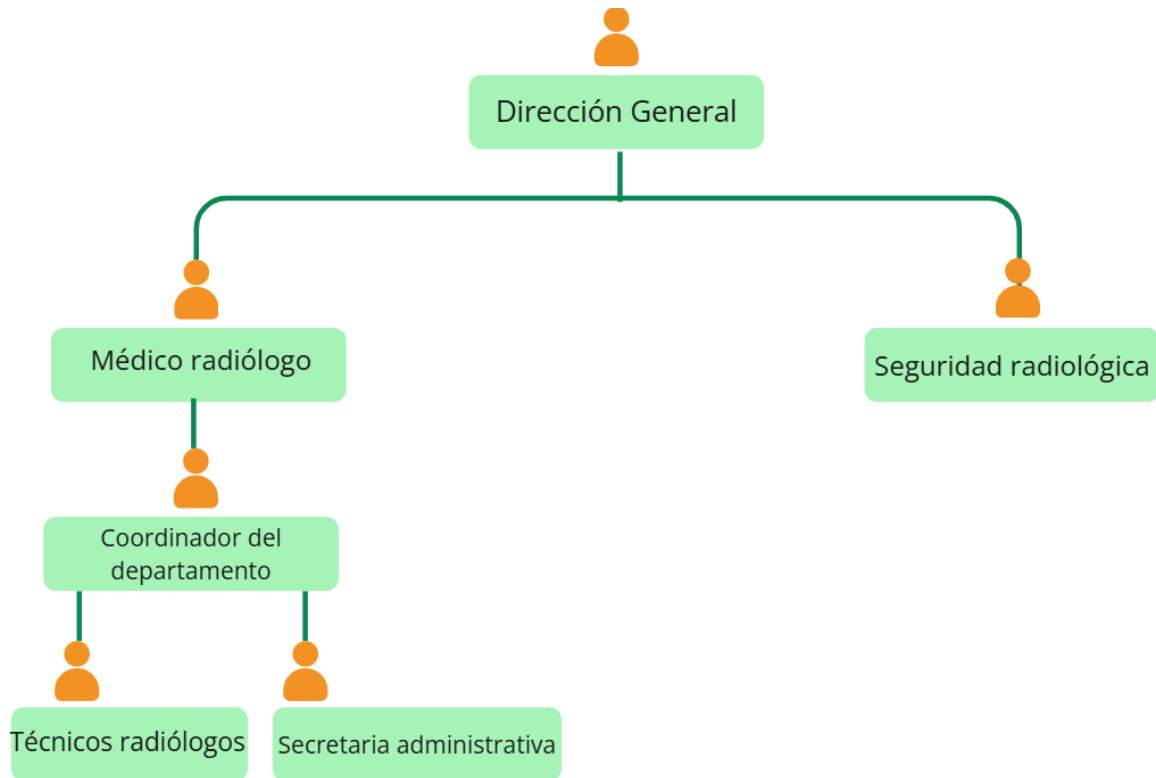 Dirección General
Médico radiólogo
Seguridad radiológica
Coordinador del
departamento
Técnicos radiólogos
Secretaria administrativa